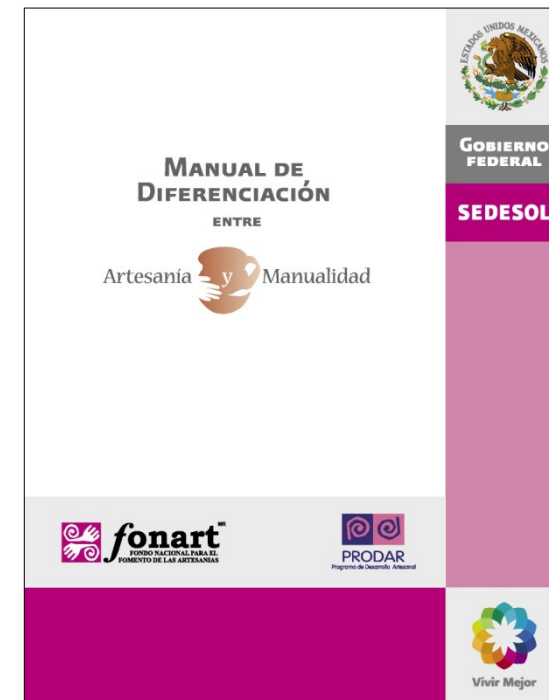 ESTADOS UNIDOS MEXICANOS
GOBIERNO
FEDERAL
SEDESOL
MANUAL DE
DIFERENCIACIÓN
ENTRE
Artesanía y Manualidad
fonart MR
FONDO NACIONAL PARA EL
FOMENTO DE LAS ARTESANIAS
PRODAR
Programa de Desarrollo Artesanal
Vivir Mejor